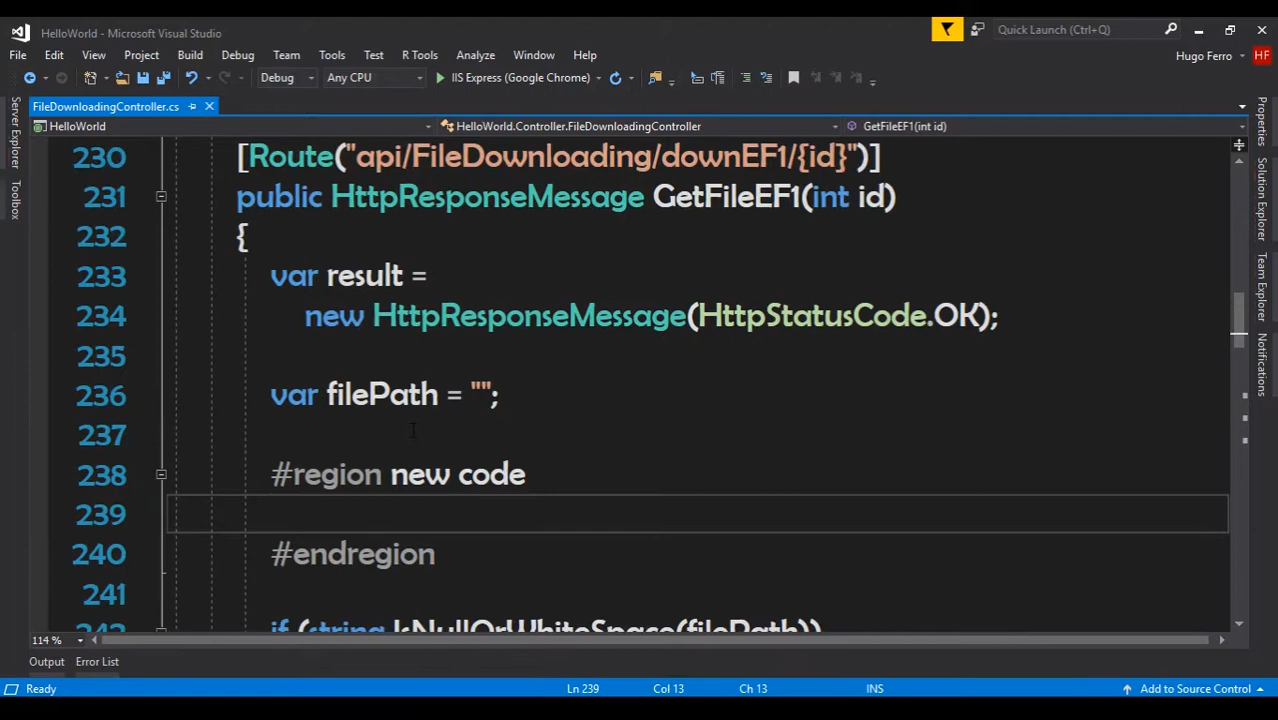 HelloWorld - Microsoft Visual Studio
Quick Launch (Ctrl+Q)
File Edit View Project Build Debug Team Tools Test R Tools Analyze Window Help
Hugo Ferro HF
Debug Any CPU IIS Express (Google Chrome)
Server Explorer
Toolbox
FileDownloadingController.cs
HelloWorld HelloWorld.Controller.FileDownloadingController GetFileEF1(int id)
230 [Route("api/FileDownloading/downEF1/{id}")]
231 public HttpResponseMessage GetFileEF1(int id)
232 {
233 var result =
234 new HttpResponseMessage(HttpStatusCode.OK);
235
236 var filePath = "";
237
238 #region new code
239
240 #endregion
241
242 if (string.IsNullOrWhiteSpace(filePath))
Properties
Solution Explorer
Team Explorer
Notifications
114 %
Output Error List
Ready Ln 239 Col 13 Ch 13 INS Add to Source Control